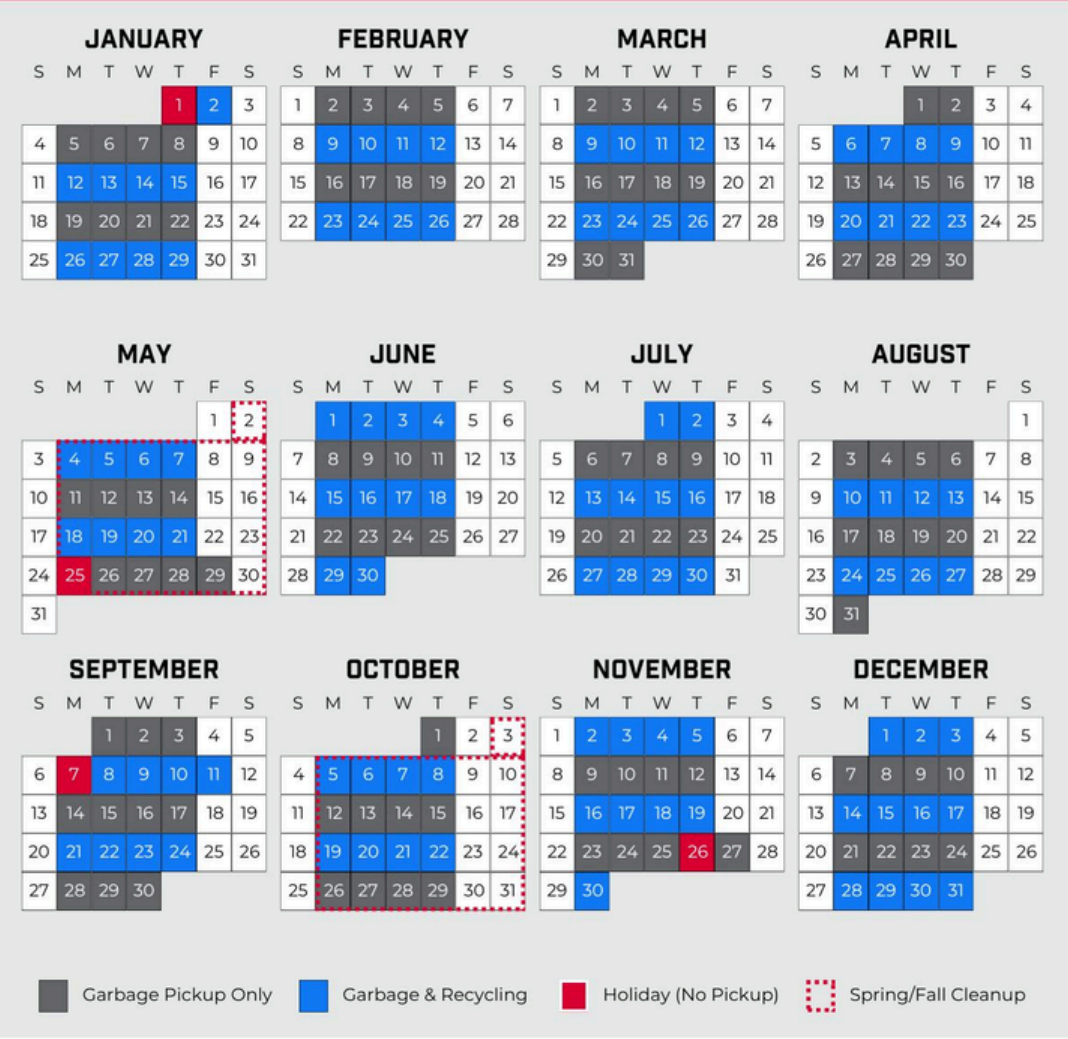 JANUARY FEBRUARY MARCH APRIL
S M T W T F S S M T W T F S S M T W T F S S M T W T F S
1 2 3 1 2 3 4 5 6 7 1 2 3 4 5 6 7 1 2 3 4
4 5 6 7 8 9 10 8 9 10 11 12 13 14 8 9 10 11 12 13 14 5 6 7 8 9 10 11
11 12 13 14 15 16 17 15 16 17 18 19 20 21 15 16 17 18 19 20 21 12 13 14 15 16 17 18
18 19 20 21 22 23 24 22 23 24 25 26 27 28 22 23 24 25 26 27 28 19 20 21 22 23 24 25
25 26 27 28 29 30 31 29 30 31 26 27 28 29 30
MAY JUNE JULY AUGUST
S M T W T F S S M T W T F S S M T W T F S S M T W T F S
1 2 1 2 3 4 5 6 1 2 3 4 1
3 4 5 6 7 8 9 7 8 9 10 11 12 13 5 6 7 8 9 10 11 2 3 4 5 6 7 8
10 11 12 13 14 15 16 14 15 16 17 18 19 20 12 13 14 15 16 17 18 9 10 11 12 13 14 15
17 18 19 20 21 22 23 21 22 23 24 25 26 27 19 20 21 22 23 24 25 16 17 18 19 20 21 22
24 25 26 27 28 29 30 28 29 30 26 27 28 29 30 31 23 24 25 26 27 28 29
31 30 31
SEPTEMBER OCTOBER NOVEMBER DECEMBER
S M T W T F S S M T W T F S S M T W T F S S M T W T F S
1 2 3 4 5 1 2 3 1 2 3 4 5 6 7 1 2 3 4 5
6 7 8 9 10 11 12 4 5 6 7 8 9 10 8 9 10 11 12 13 14 6 7 8 9 10 11 12
13 14 15 16 17 18 19 11 12 13 14 15 16 17 15 16 17 18 19 20 21 13 14 15 16 17 18 19
20 21 22 23 24 25 26 18 19 20 21 22 23 24 22 23 24 25 26 27 28 20 21 22 23 24 25 26
27 28 29 30 25 26 27 28 29 30 31 29 30 27 28 29 30 31
Garbage Pickup Only Garbage & Recycling Holiday (No Pickup) Spring/Fall Cleanup